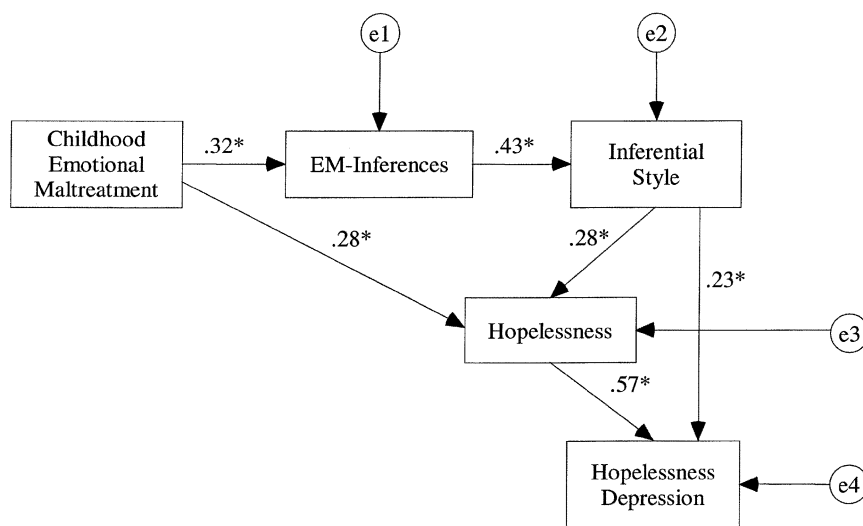 e1
e2
Childhood
Emotional
Maltreatment
.32*
EM-Inferences
.43*
Inferential
Style
.28*
.28*
.23*
Hopelessness
e3
.57*
Hopelessness
Depression
e4